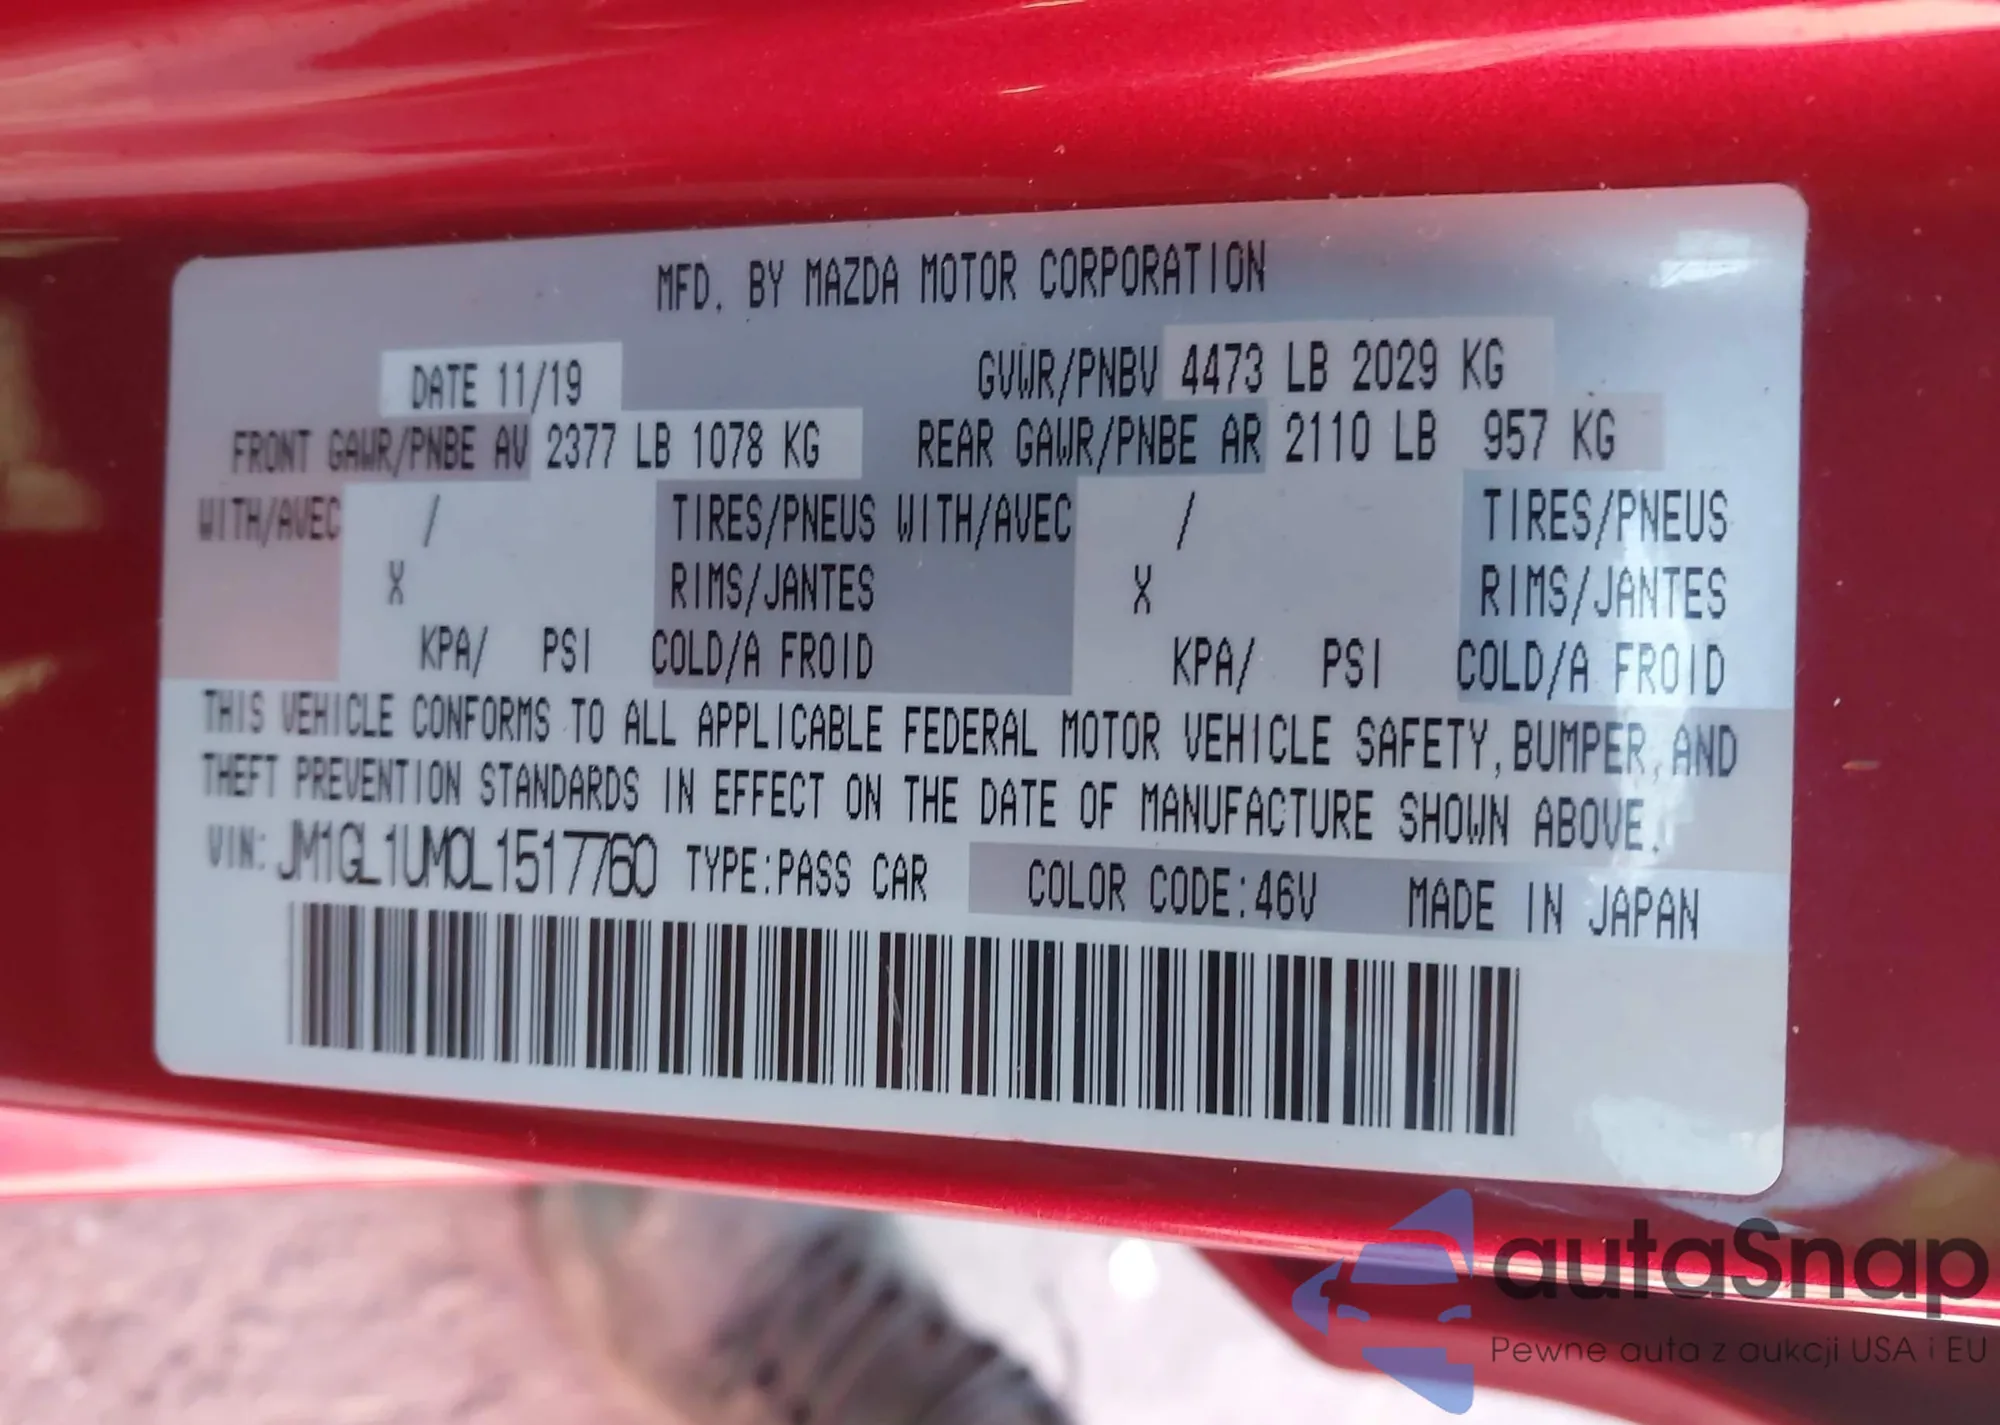 MFD. BY MAZDA MOTOR CORPORATION
DATE 11/19 GVWR/PNBV 4473 LB 2029 KG
FRONT GAWR/PNBE AV 2377 LB 1078 KG REAR GAWR/PNBE AR 2110 LB 957 KG
WITH/AVEC / TIRES/PNEUS WITH/AVEC / TIRES/PNEUS
X RIMS/JANTES X RIMS/JANTES
KPA/ PSI COLD/A FROID KPA/ PSI COLD/A FROID
THIS VEHICLE CONFORMS TO ALL APPLICABLE FEDERAL MOTOR VEHICLE SAFETY, BUMPER, AND
THEFT PREVENTION STANDARDS IN EFFECT ON THE DATE OF MANUFACTURE SHOWN ABOVE.
VIN: JM1GL1UM0L1517760 TYPE:PASS CAR COLOR CODE:46V MADE IN JAPAN
autaSnap
Pewne auta z aukcji USA i EU